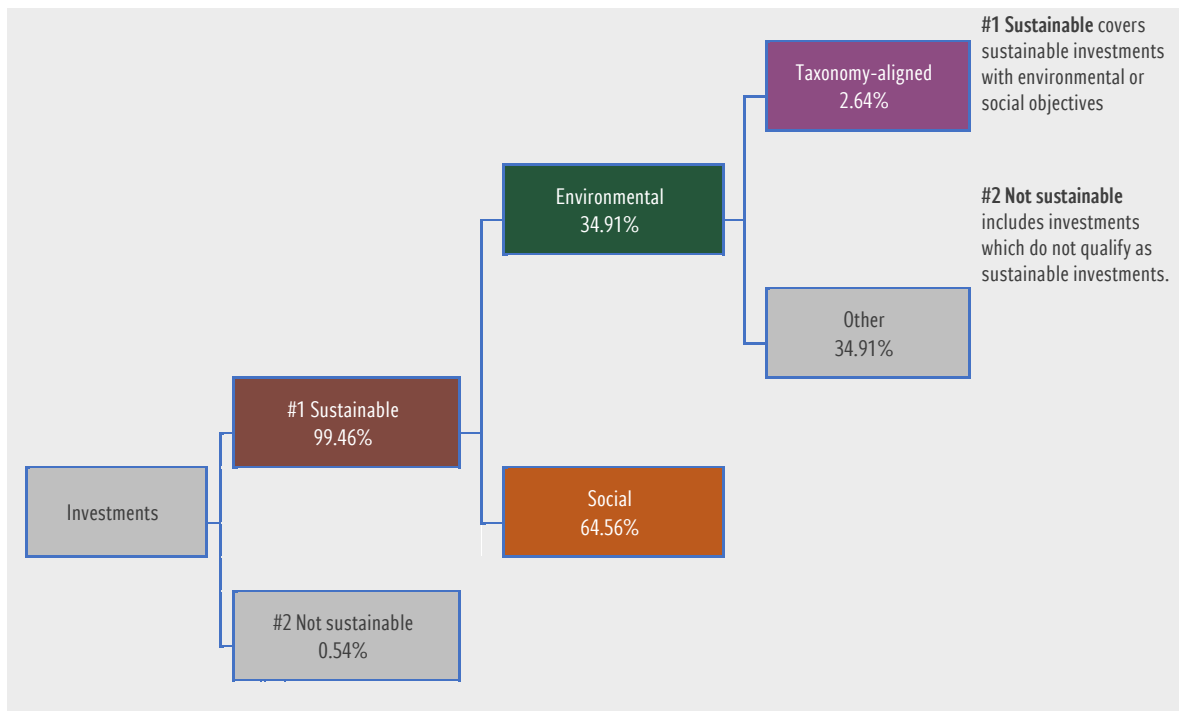 #1 Sustainable covers
sustainable investments
with environmental or
social objectives
Taxonomy-aligned
2.64%
#2 Not sustainable
includes investments
which do not qualify as
sustainable investments.
Environmental
34.91%
Other
34.91%
#1 Sustainable
99.46%
Investments
Social
64.56%
#2 Not sustainable
0.54%